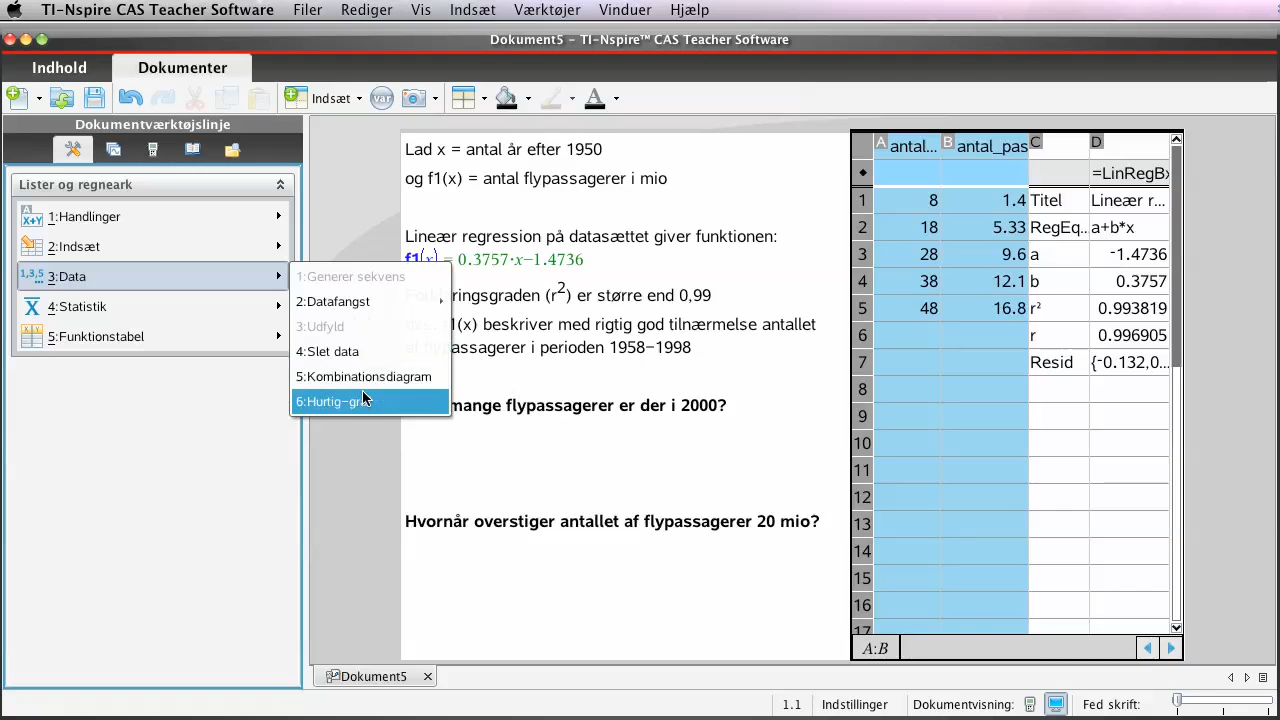 TI-Nspire CAS Teacher Software Filer Rediger Vis Indsæt Værktøjer Vinduer Hjælp
Dokument5 – TI-Nspire™ CAS Teacher Software
Indhold Dokumenter
Indsæt var A
Dokumentværktøjslinje
Lister og regneark
1:Handlinger
2:Indsæt
3:Data
4:Statistik
5:Funktionstabel
1:Generer sekvens
2:Datafangst
3:Udfyld
4:Slet data
5:Kombinationsdiagram
6:Hurtig-
Lad x = antal år efter 1950
og f1(x) = antal flypassagerer i mio
Lineær regression på datasættet giver funktionen:
f1(x) = 0.3757·x−1.4736
ringsgraden (r²) er større end 0,99
f1(x) beskriver med rigtig god tilnærmelse antallet
af flypassagerer i perioden 1958−1998
mange flypassagerer er der i 2000?
Hvornår overstiger antallet af flypassagerer 20 mio?
A antal... B antal_pas C D
◆ =LinRegBx
1 8 1.4 Titel Lineær r...
2 18 5.33 RegEq... a+b*x
3 28 9.6 a -1.4736
4 38 12.1 b 0.3757
5 48 16.8 r² 0.993819
6 r 0.996905
7 Resid {-0.132,0...
8
9
10
11
12
13
14
15
16
17
A:B
Dokument5
1.1 Indstillinger Dokumentvisning: Fed skrift: